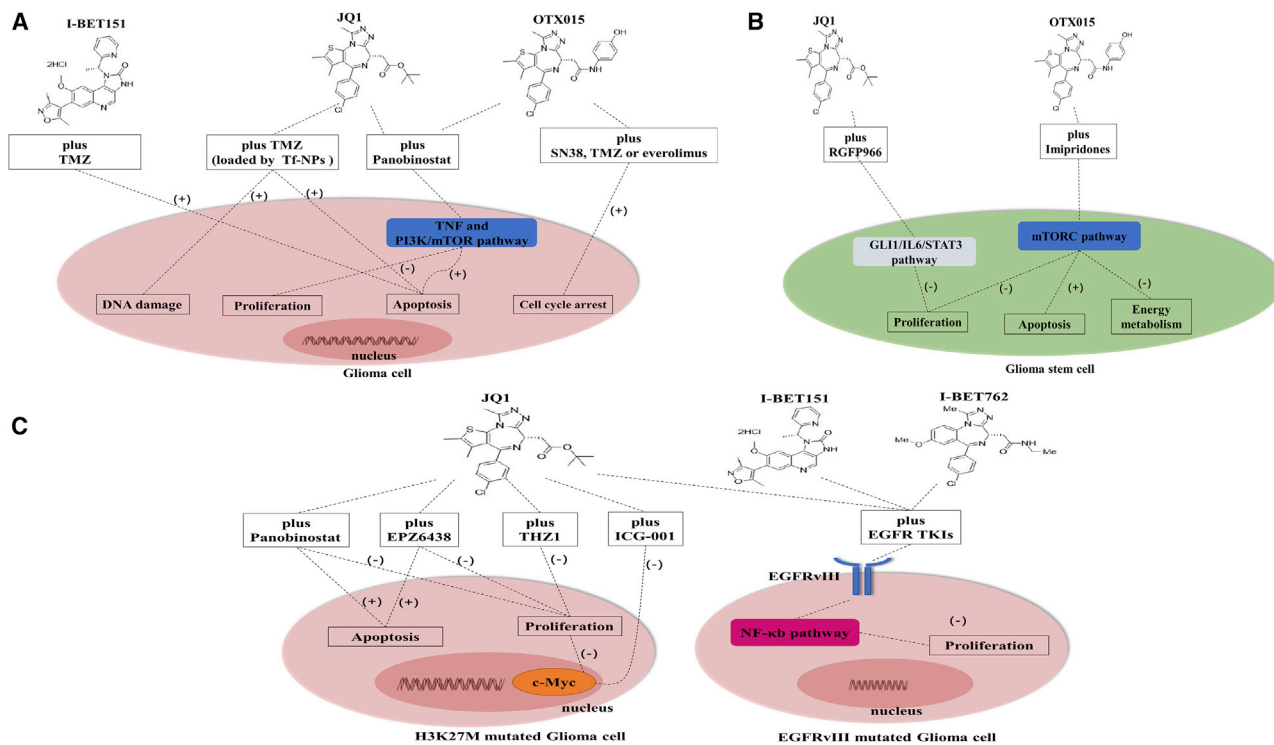 A
I-BET151
2HCl
JQ1
OTX015
plus
TMZ
plus TMZ
(loaded by Tf-NPs )
plus
Panobinostat
plus
SN38, TMZ or everolimus
(+)
(+)
(+)
(+)
TNF and
PI3K/mTOR pathway
(-)
(+)
DNA damage
Proliferation
Apoptosis
Cell cycle arrest
nucleus
Glioma cell
B
JQ1
OTX015
plus
RGFP966
plus
Imipridones
GLI1/IL6/STAT3
pathway
mTORC pathway
(-)
(-)
(+)
(-)
Proliferation
Apoptosis
Energy
metabolism
Glioma stem cell
C
JQ1
plus
Panobinostat
plus
EPZ6438
plus
THZ1
plus
ICG-001
(-)
(-)
(-)
(-)
(+)
(+)
Apoptosis
Proliferation
(-)
c-Myc
nucleus
H3K27M mutated Glioma cell
I-BET151
2HCl
I-BET762
plus
EGFR TKIs
EGFRvIII
NF-κb pathway
(-)
Proliferation
nucleus
EGFRvIII mutated Glioma cell